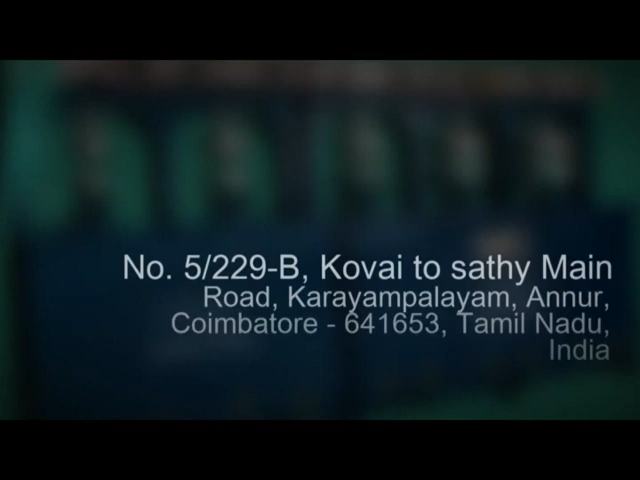 No. 5/229-B, Kovai to sathy Main
Road, Karayampalayam, Annur,
Coimbatore - 641653, Tamil Nadu,
India